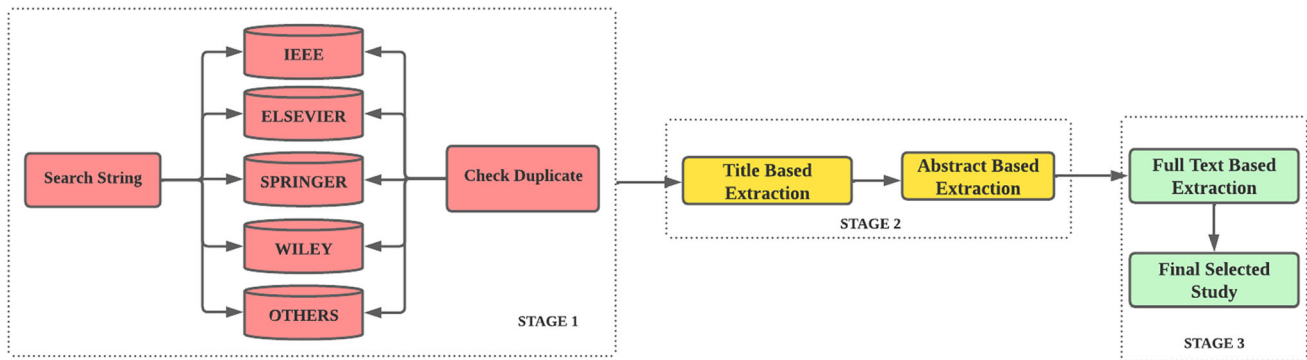 Search String
IEEE
ELSEVIER
SPRINGER
WILEY
OTHERS
Check Duplicate
STAGE 1
Title Based
Extraction
Abstract Based
Extraction
STAGE 2
Full Text Based
Extraction
Final Selected
Study
STAGE 3